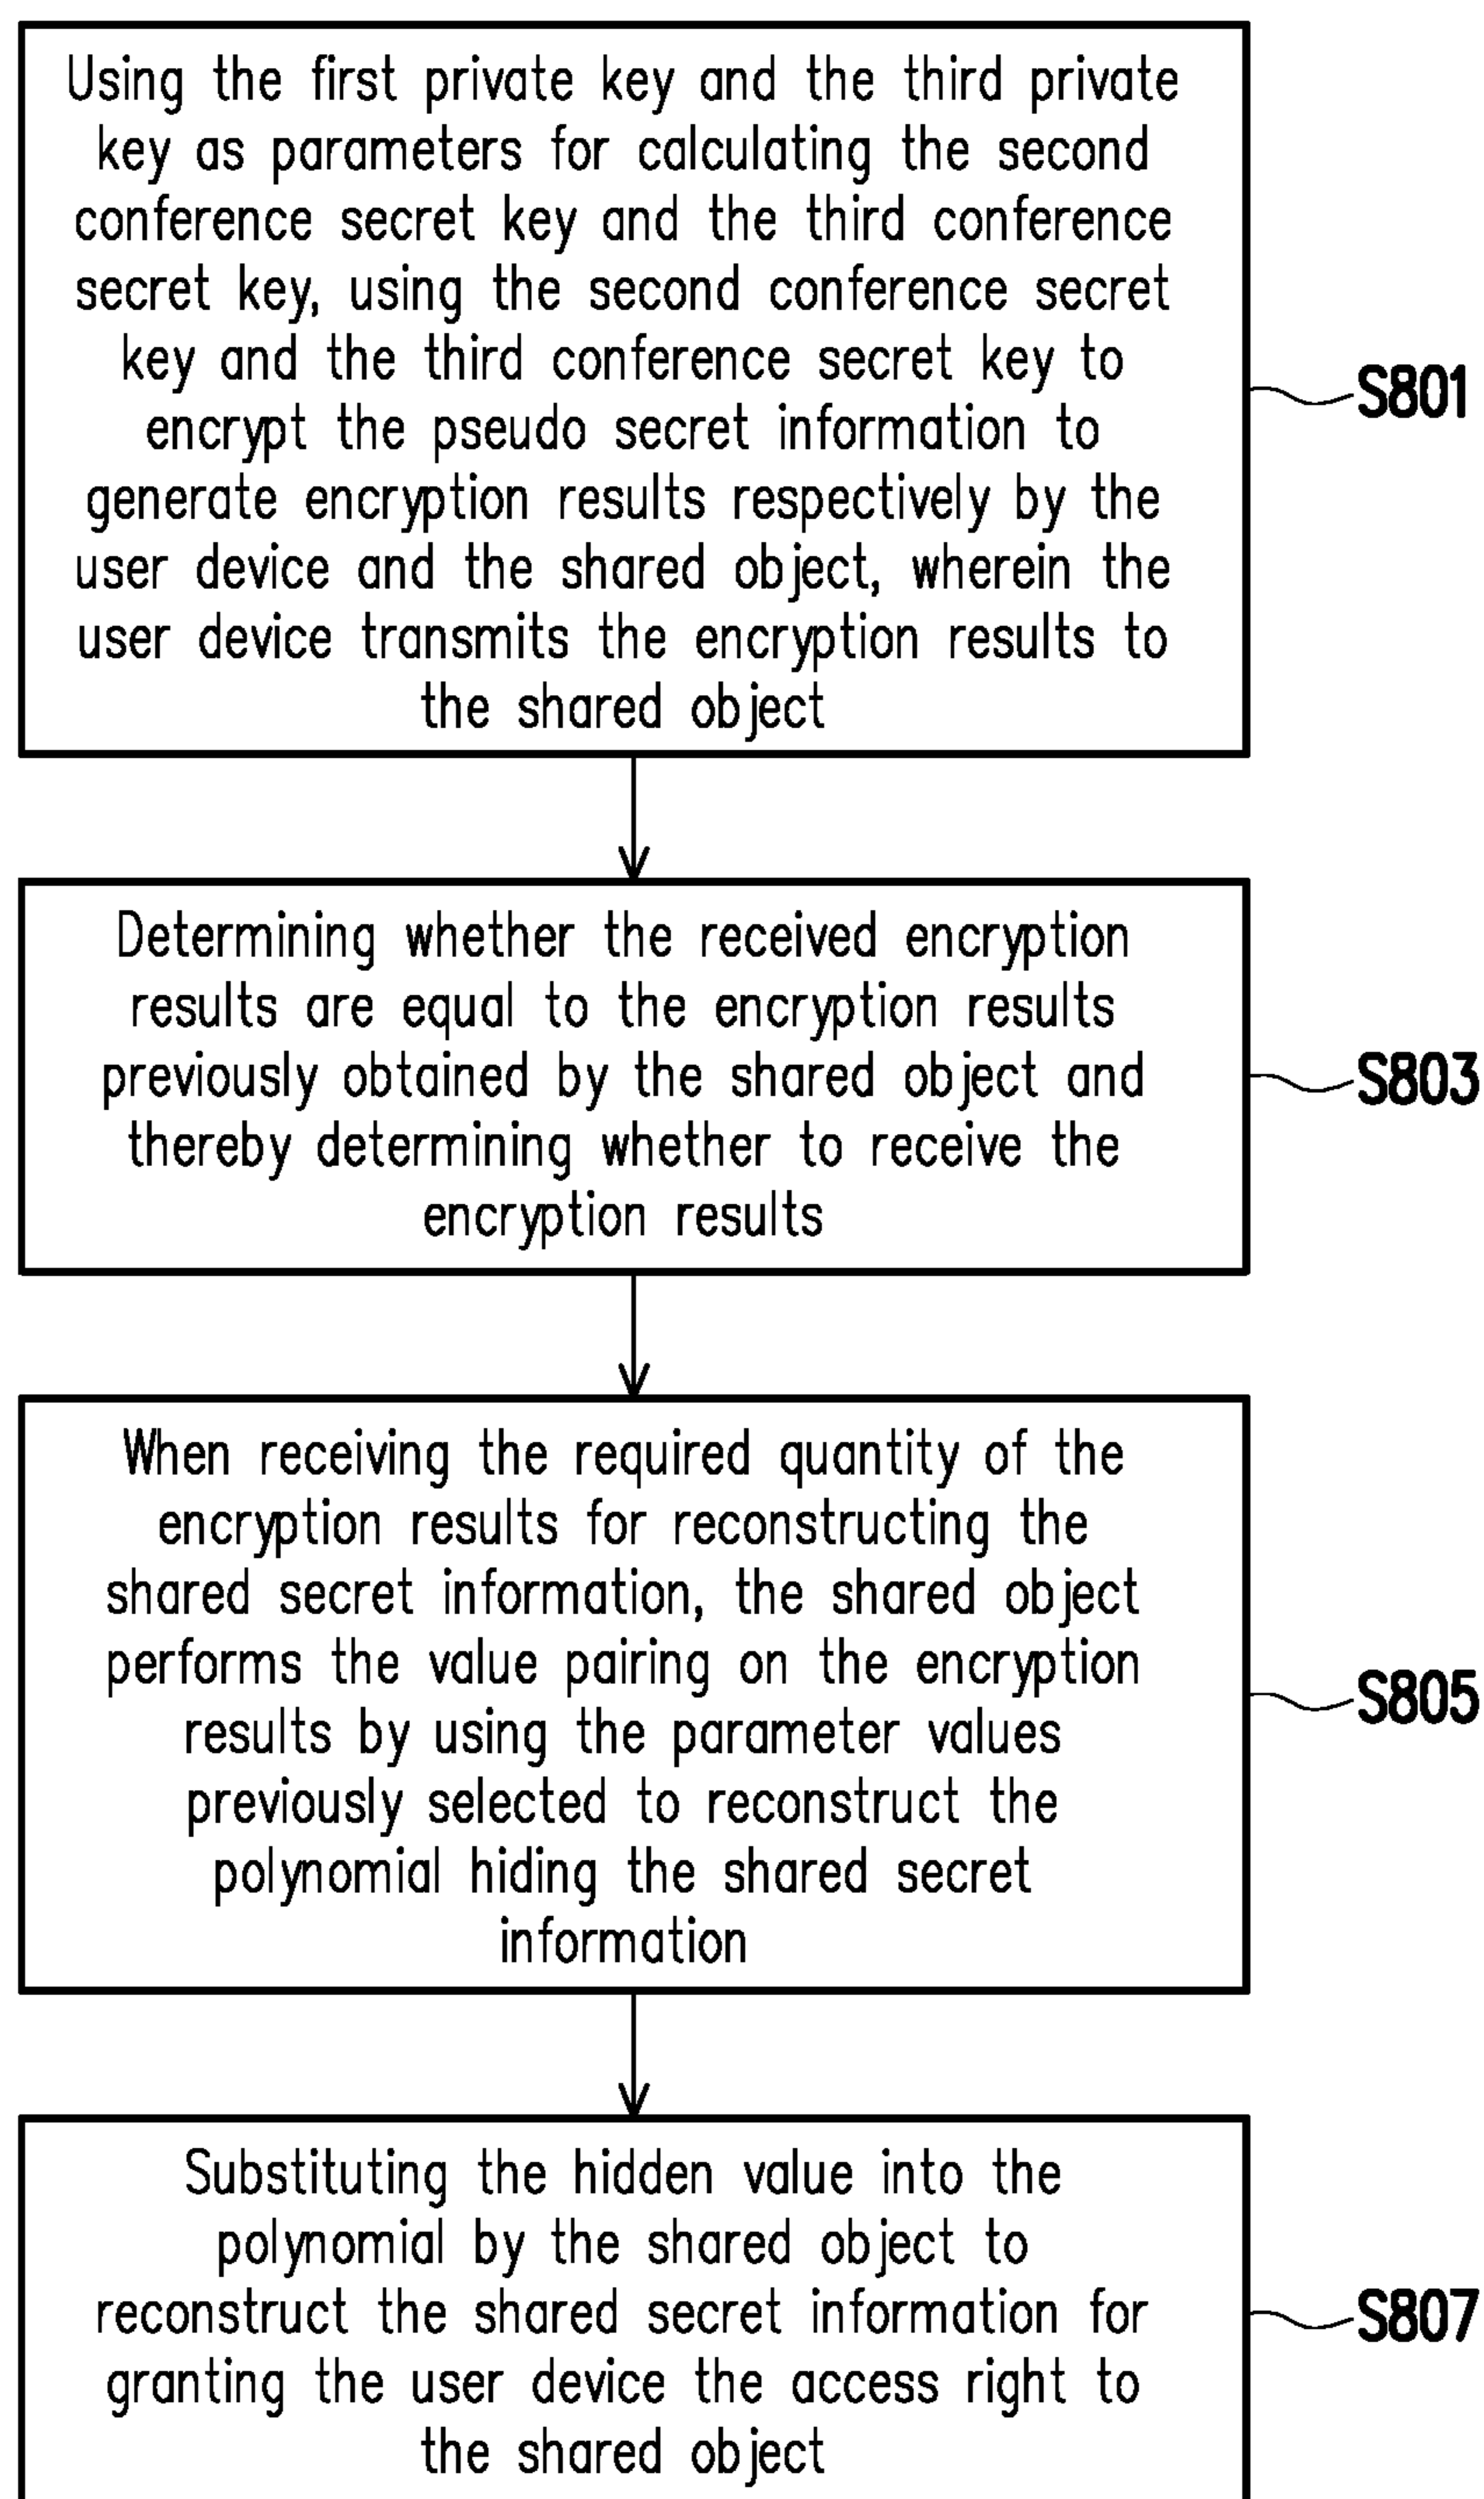 Using the first private key and the third private
key as parameters for calculating the second
conference secret key and the third conference
secret key, using the second conference secret
key and the third conference secret key to
encrypt the pseudo secret information to
generate encryption results respectively by the
user device and the shared object, wherein the
user device transmits the encryption results to
the shared object
S801
Determining whether the received encryption
results are equal to the encryption results
previously obtained by the shared object and
thereby determining whether to receive the
encryption results
S803
When receiving the required quantity of the
encryption results for reconstructing the
shared secret information, the shared object
performs the value pairing on the encryption
results by using the parameter values
previously selected to reconstruct the
polynomial hiding the shared secret
information
S805
Substituting the hidden value into the
polynomial by the shared object to
reconstruct the shared secret information for
granting the user device the access right to
the shared object
S807